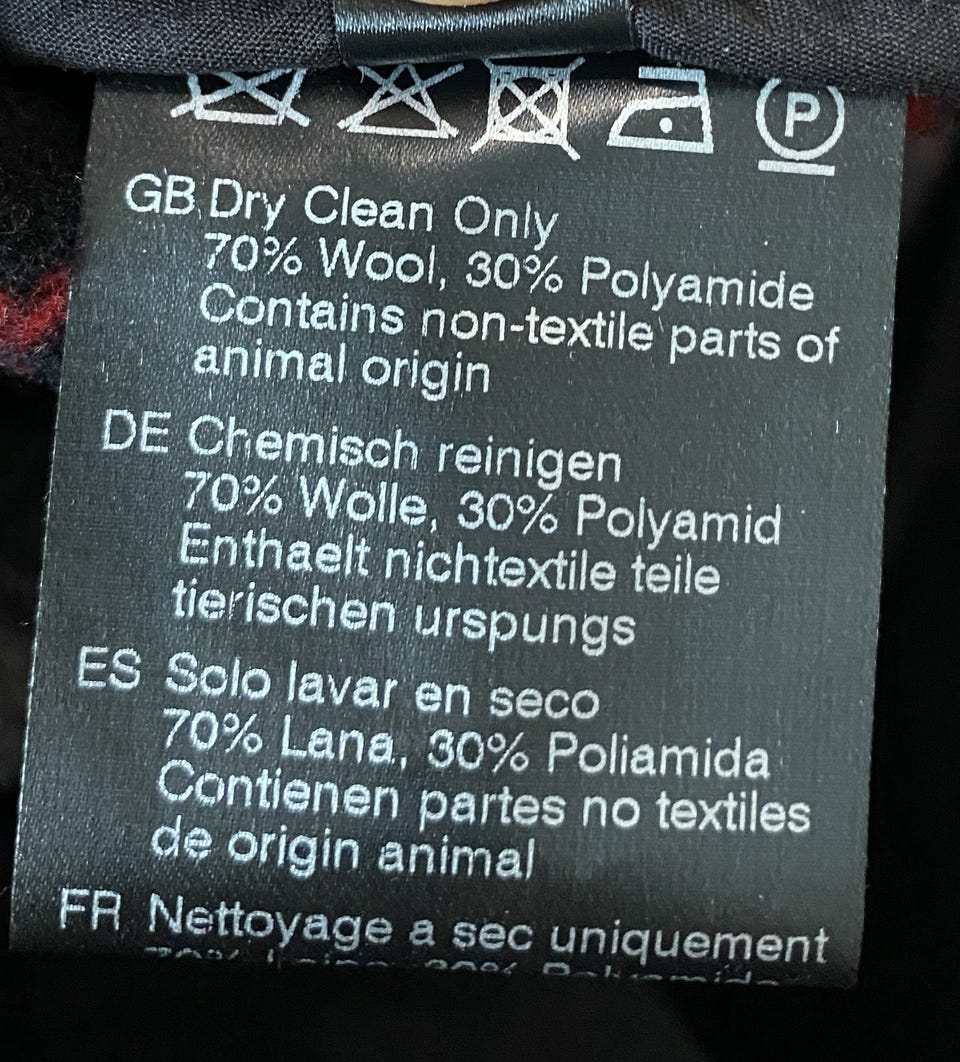 P
GB Dry Clean Only
70% Wool, 30% Polyamide
Contains non-textile parts of
animal origin
DE Chemisch reinigen
70% Wolle, 30% Polyamid
Enthaelt nichtextile teile
tierischen urspungs
ES Solo lavar en seco
70% Lana, 30% Poliamida
Contienen partes no textiles
de origin animal
FR Nettoyage a sec uniquement